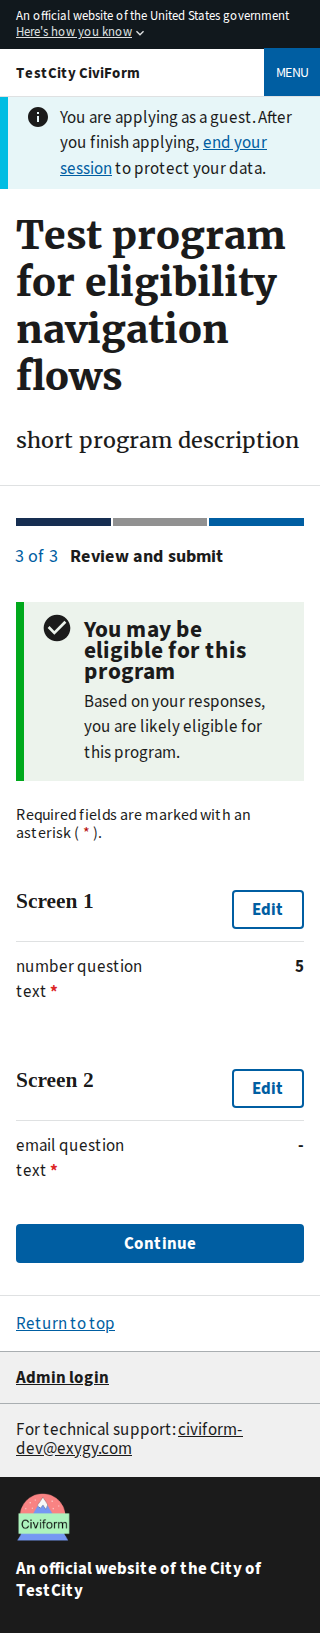 An official website of the United States government
Here's how you know
TestCity CiviForm
MENU
You are applying as a guest. After
you finish applying, end your
session to protect your data.
Test program
for eligibility
navigation
flows
short program description
3 of 3 Review and submit
You may be
eligible for this
program
Based on your responses,
you are likely eligible for
this program.
Required fields are marked with an
asterisk ( * ).
Screen 1
Edit
number question
text *
5
Screen 2
Edit
email question
text *
-
Continue
Return to top
Admin login
For technical support: civiform-
dev@exygy.com
Civiform
An official website of the City of
TestCity